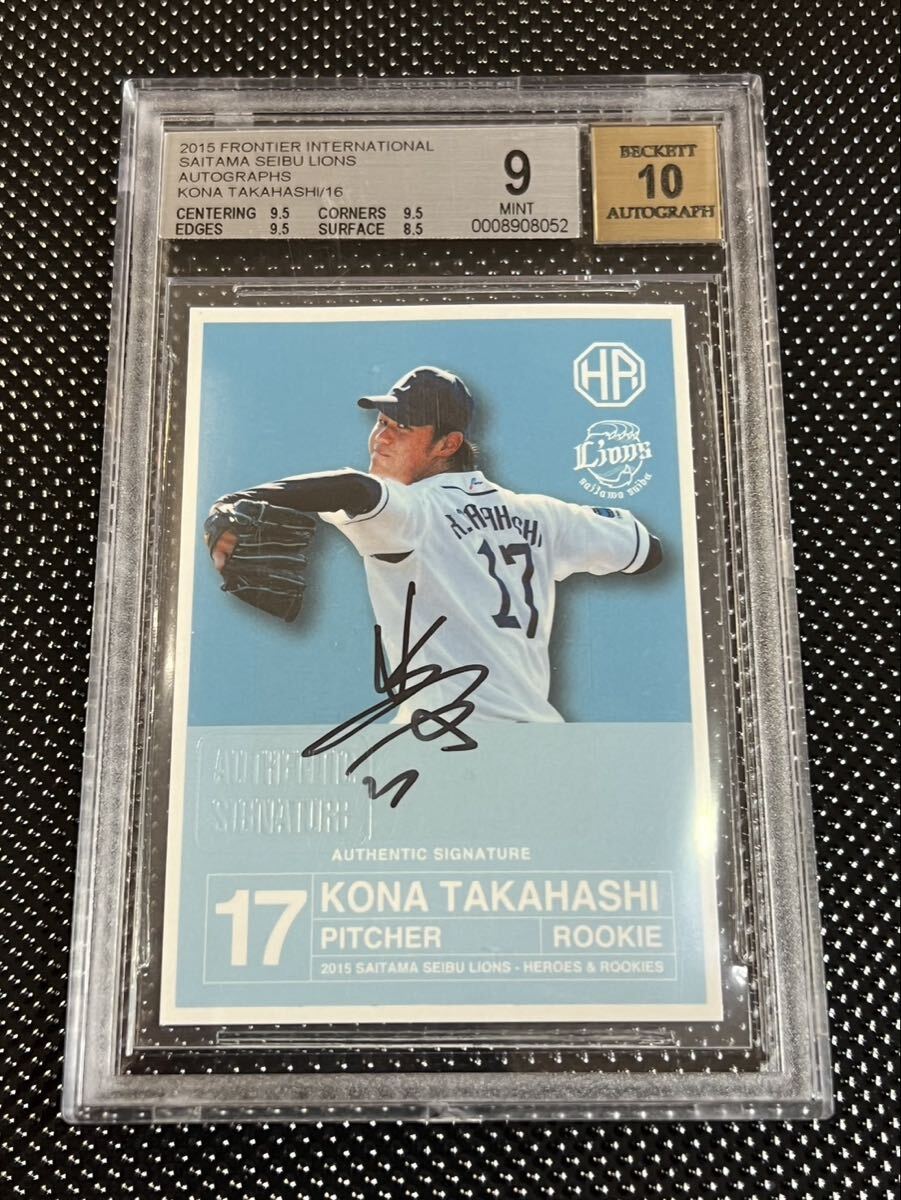 2015 FRONTIER INTERNATIONAL
SAITAMA SEIBU LIONS
AUTOGRAPHS
KONA TAKAHASHI/16
CENTERING 9.5 CORNERS 9.5
EDGES 9.5 SURFACE 8.5
9
MINT
0008908052
BECKETT
10
AUTOGRAPH
HR
Lions
saitama seibu
17
AUTHENTIC
SIGNATURE
AUTHENTIC SIGNATURE
17
KONA TAKAHASHI
PITCHER ROOKIE
2015 SAITAMA SEIBU LIONS - HEROES & ROOKIES